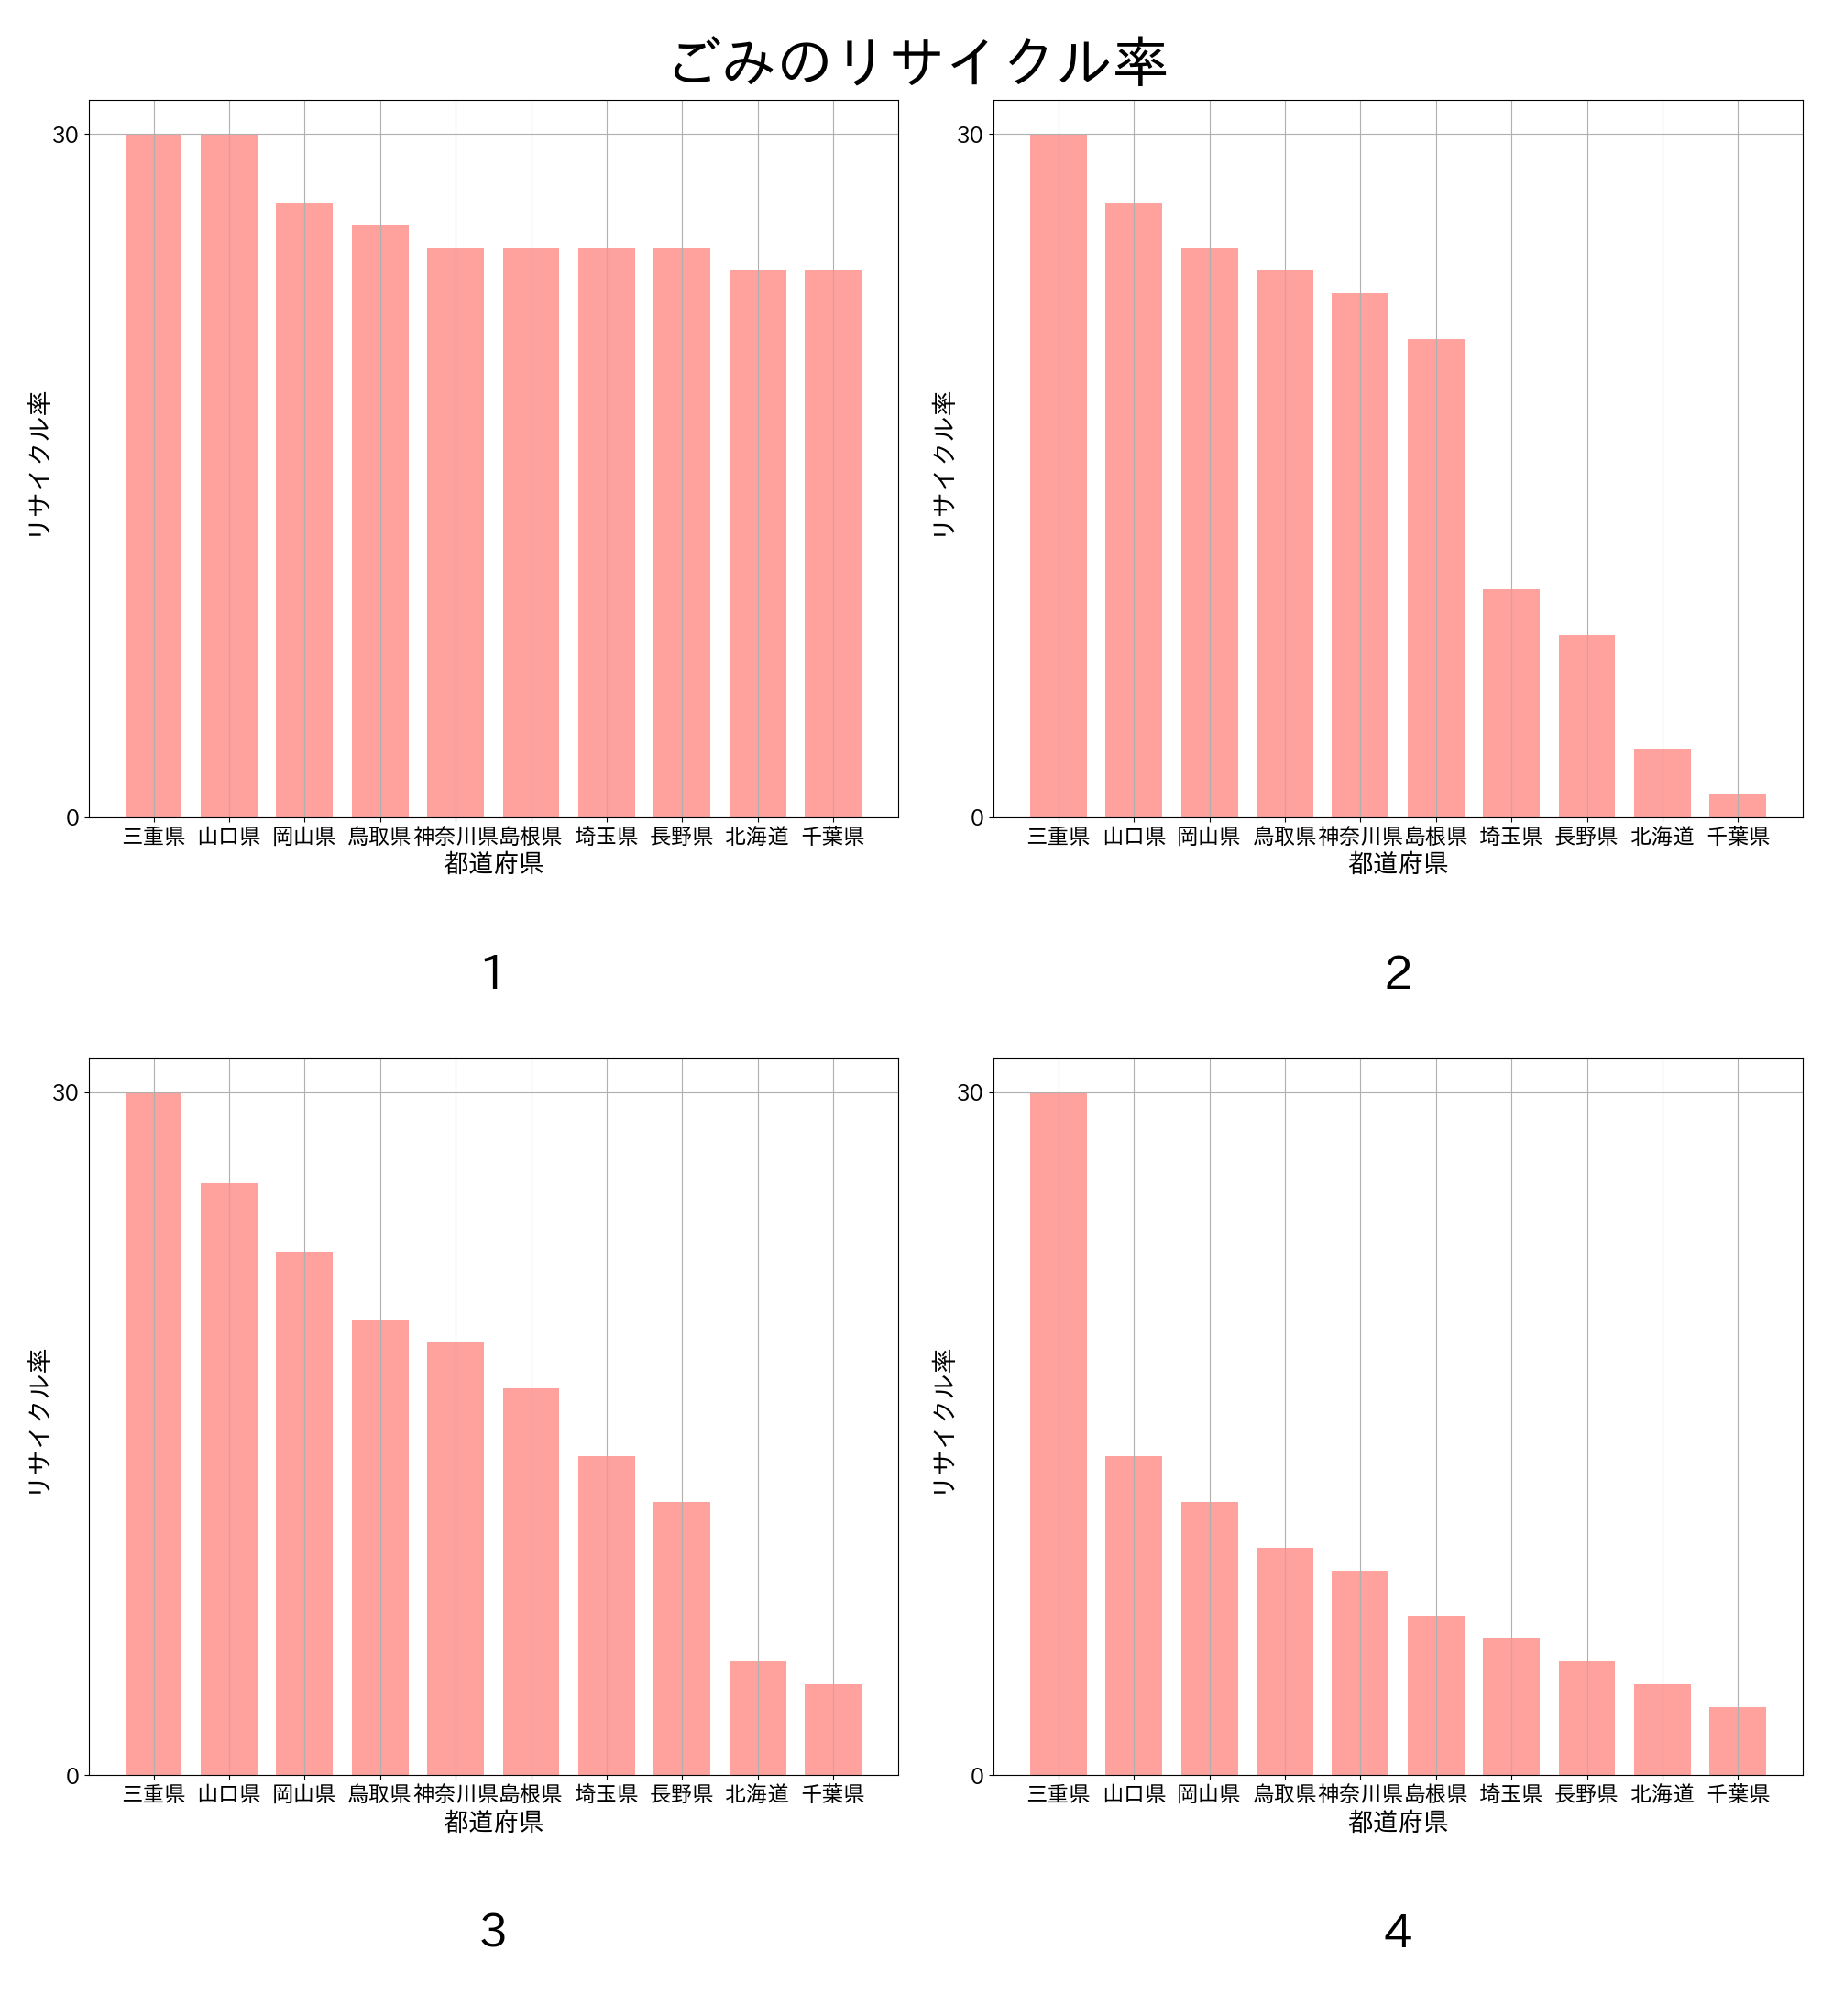 ごみのリサイクル率
30
0
リサイクル率
三重県 山口県 岡山県 鳥取県 神奈川県 島根県 埼玉県 長野県 北海道 千葉県
都道府県
1
30
0
リサイクル率
三重県 山口県 岡山県 鳥取県 神奈川県 島根県 埼玉県 長野県 北海道 千葉県
都道府県
2
30
0
リサイクル率
三重県 山口県 岡山県 鳥取県 神奈川県 島根県 埼玉県 長野県 北海道 千葉県
都道府県
3
30
0
リサイクル率
三重県 山口県 岡山県 鳥取県 神奈川県 島根県 埼玉県 長野県 北海道 千葉県
都道府県
4